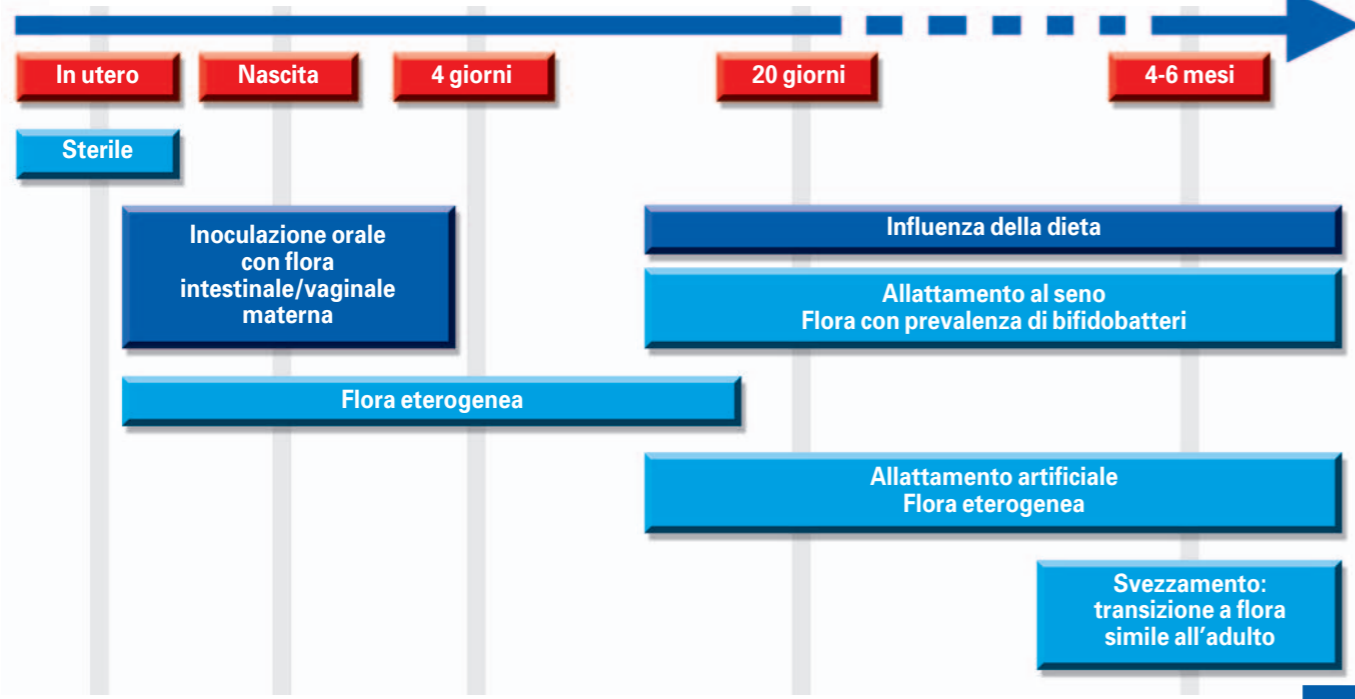 In utero
Nascita
4 giorni
20 giorni
4-6 mesi
Sterile
Inoculazione orale
con flora
intestinale/vaginale
materna
Influenza della dieta
Allattamento al seno
Flora con prevalenza di bifidobatteri
Flora eterogenea
Allattamento artificiale
Flora eterogenea
Svezzamento:
transizione a flora
simile all’adulto